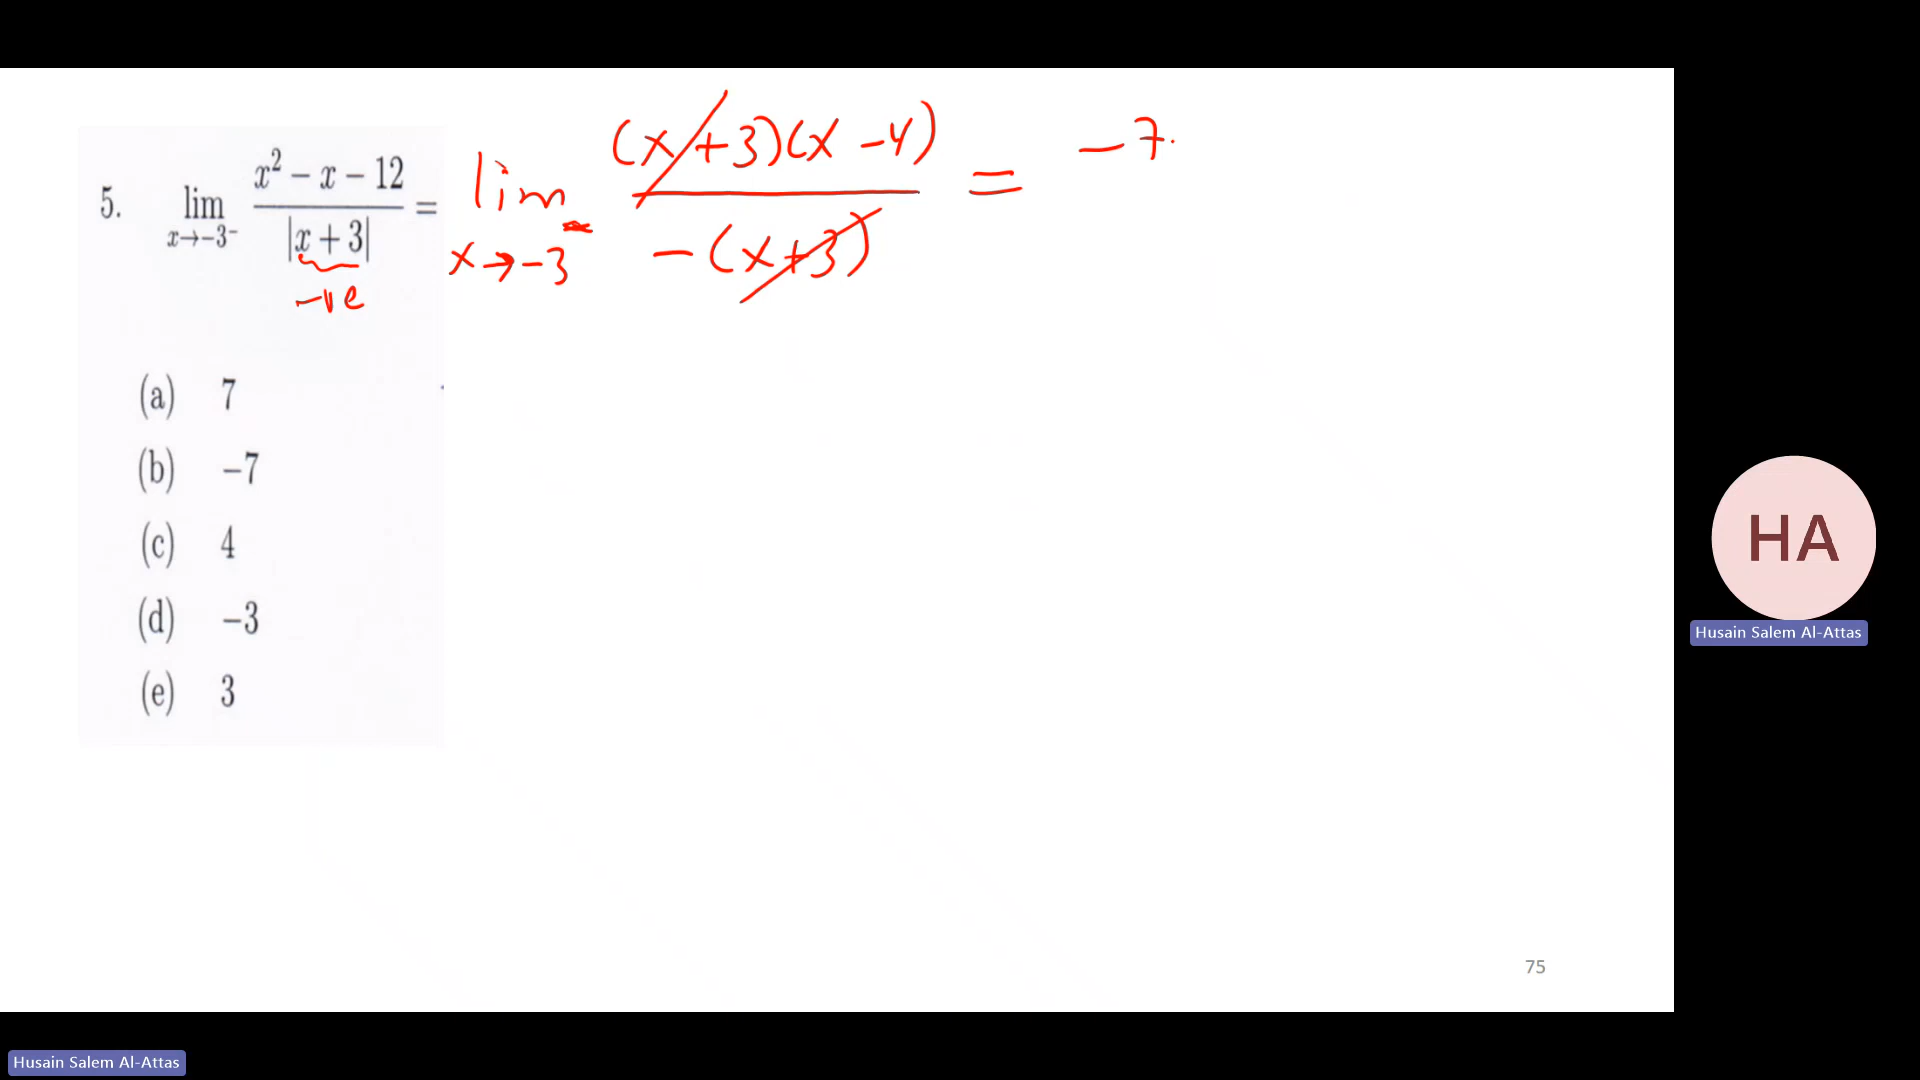 5. lim x→-3⁻ (x² − x − 12) / |x + 3| = lim x→-3⁻ (x+3)(x−4) / −(x+3) = −7.
−ve
(a) 7
(b) −7
(c) 4
(d) −3
(e) 3
HA
Husain Salem Al-Attas
75
Husain Salem Al-Attas